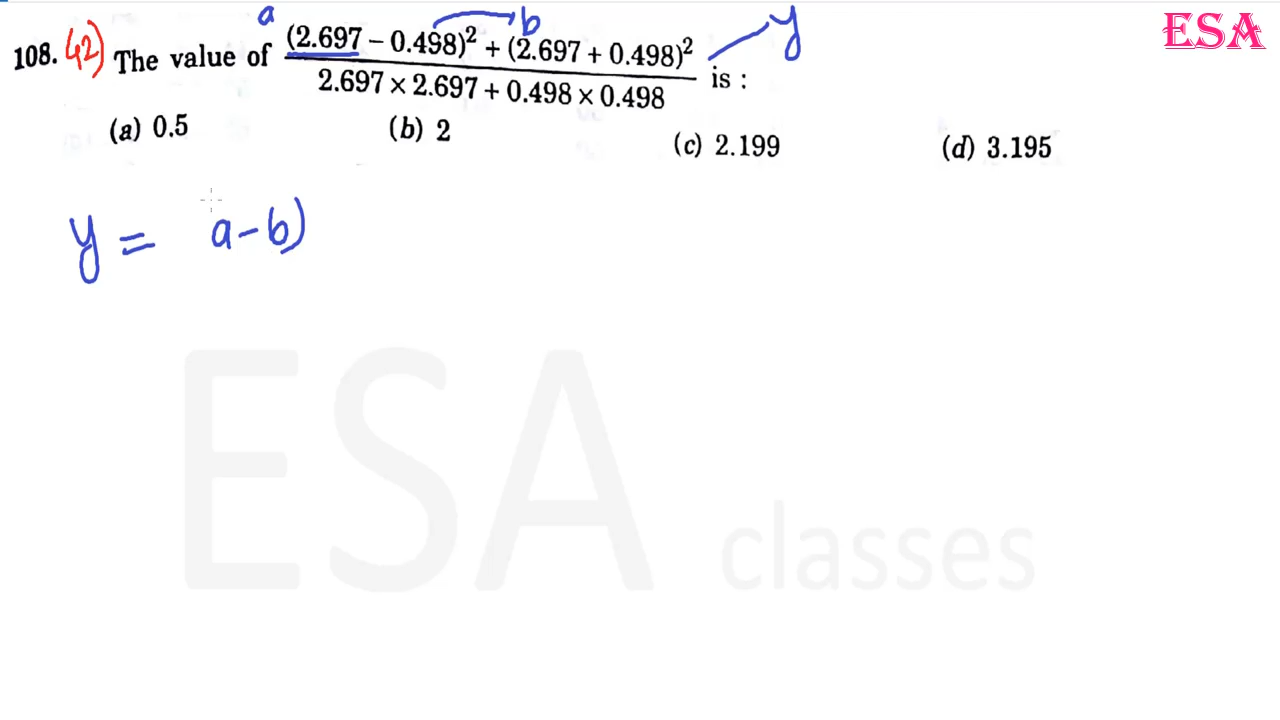 ESA
a
b
y
108. 42) The value of (2.697 − 0.498)² + (2.697 + 0.498)² / 2.697 × 2.697 + 0.498 × 0.498 is :
(a) 0.5 (b) 2 (c) 2.199 (d) 3.195
y = a-b)
ESA classes